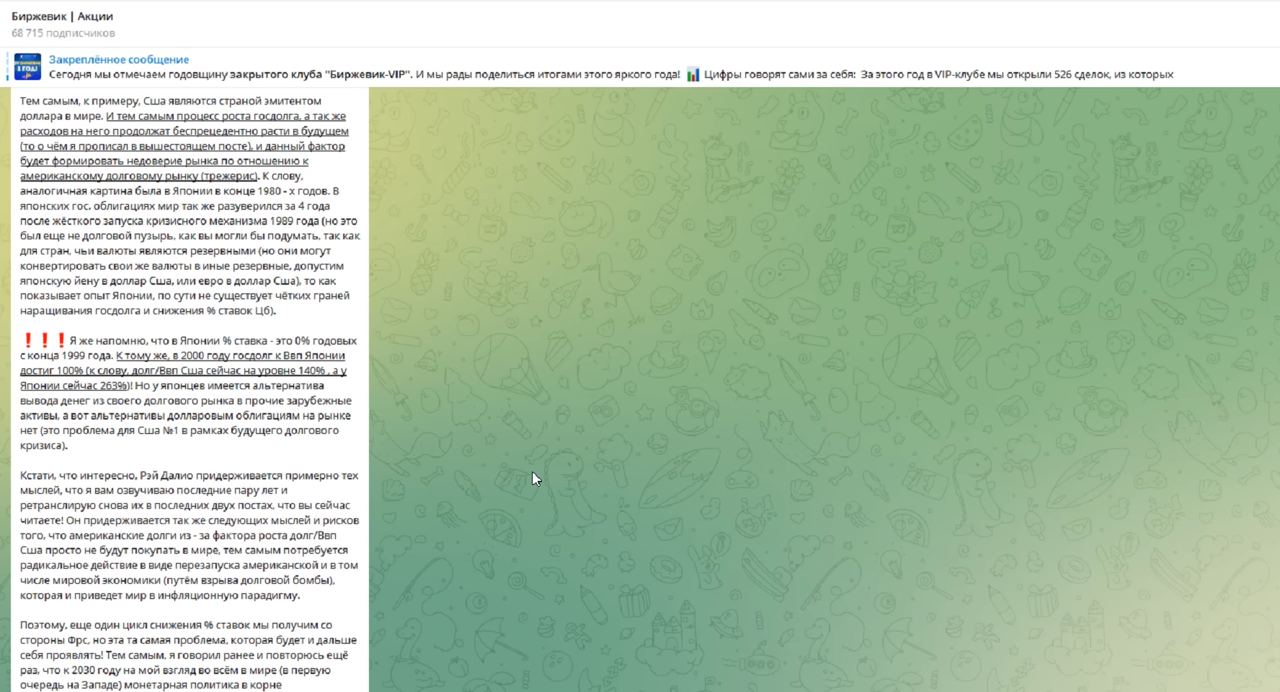 Биржевик | Акции
68 715 подписчиков
Закреплённое сообщение
Сегодня мы отмечаем годовщину закрытого клуба "Биржевик-VIP". И мы рады поделиться итогами этого яркого года! 📊 Цифры говорят сами за себя: За этого год в VIP-клубе мы открыли 526 сделок, из которых
Тем самым, к примеру, Сша являются страной эмитентом
доллара в мире. И тем самым процесс роста госдолга, а так же
расходов на него продолжат беспрецедентно расти в будущем
(то о чём я прописал в вышестоящем посте), и данный фактор
будет формировать недоверие рынка по отношению к
американскому долговому рынку (трежерис). К слову,
аналогичная картина была в Японии в конце 1980 - х годов. В
японских гос. облигациях мир так же разуверился за 4 года
после жёсткого запуска кризисного механизма 1989 года (но это
был еще не долговой пузырь, как вы могли бы подумать, так как
для стран, чьи валюты являются резервными (но они могут
конвертировать свои же валюты в иные резервные, допустим
японскую йену в доллар Сша, или евро в доллар Сша), то как
показывает опыт Японии, по сути не существует чётких граней
наращивания госдолга и снижения % ставок Цб).
❗❗❗Я же напомню, что в Японии % ставка - это 0% годовых
с конца 1999 года. К тому же, в 2000 году госдолг к Ввп Японии
достиг 100% (к слову, долг/Ввп Сша сейчас на уровне 140% , а у
Японии сейчас 263%)! Но у японцев имеется альтернатива
вывода денег из своего долгового рынка в прочие зарубежные
активы, а вот альтернативы долларовым облигациям на рынке
нет (это проблема для Сша №1 в рамках будущего долгового
кризиса).
Кстати, что интересно, Рэй Далио придерживается примерно тех
мыслей, что я вам озвучиваю последние пару лет и
ретранслирую снова их в последних двух постах, что вы сейчас
читаете! Он придерживается так же следующих мыслей и рисков
того, что американские долги из - за фактора роста долг/Ввп
Сша просто не будут покупать в мире, тем самым потребуется
радикальное действие в виде перезапуска американской и в том
числе мировой экономики (путём взрыва долговой бомбы),
которая и приведет мир в инфляционную парадигму.
Поэтому, еще один цикл снижения % ставок мы получим со
стороны Фрс, но эта та самая проблема, которая будет и дальше
себя проявлять! Тем самым, я говорил ранее и повторюсь ещё
раз, что к 2030 году на мой взгляд во всём в мире (в первую
очередь на Западе) монетарная политика в корне